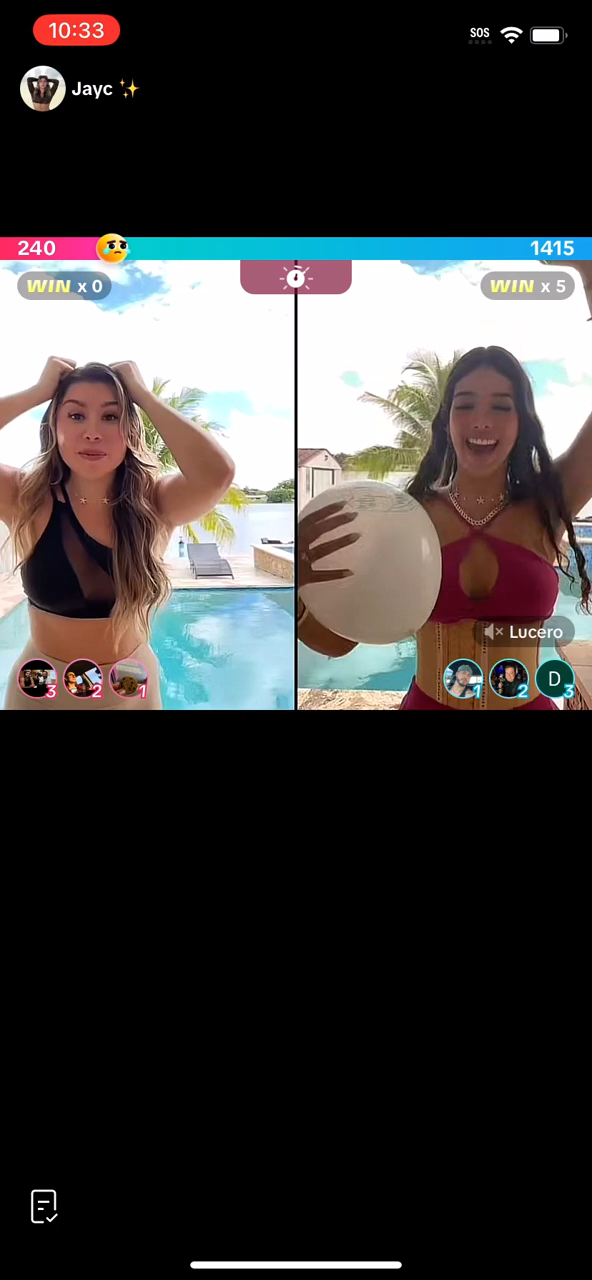 10:33
SOS
Jayc ✨
240
1415
WIN x 0
WIN x 5
Lucero
3
2
1
1
2
D
3